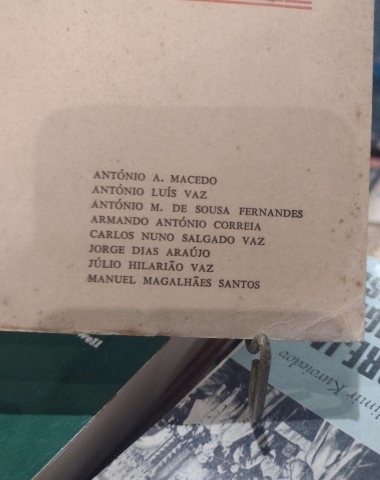 ANTÓNIO A. MACEDO
ANTÓNIO LUÍS VAZ
ANTÓNIO M. DE SOUSA FERNANDES
ARMANDO ANTÓNIO CORREIA
CARLOS NUNO SALGADO VAZ
JORGE DIAS ARAÚJO
JÚLIO HILARIÃO VAZ
MANUEL MAGALHÃES SANTOS